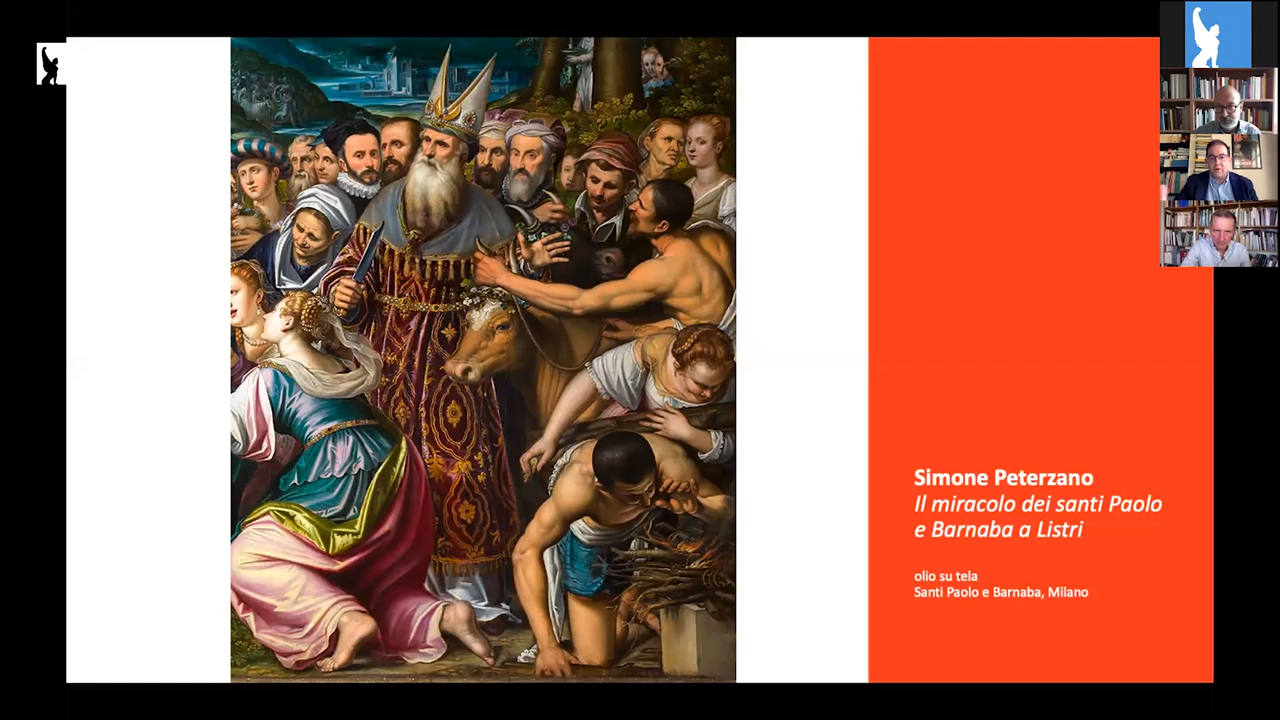 Simone Peterzano
Il miracolo dei santi Paolo
e Barnaba a Listri
olio su tela
Santi Paolo e Barnaba, Milano